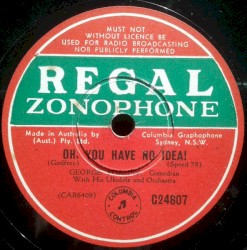 MUST NOT
WITHOUT LICENCE BE
USED FOR RADIO BROADCASTING
NOR PUBLICLY PERFORMED
REGAL
ZONOPHONE
Made in Australia by Columbia Graphophone
(Aust.) Pty. Ltd. Sydney, N.S.W.
OH, YOU HAVE NO IDEA!
(Speed 78)
GEORGE Comedian
With His Ukulele and Orchestra
(CAR6409) G24807
COLUMBIA
CONTROL